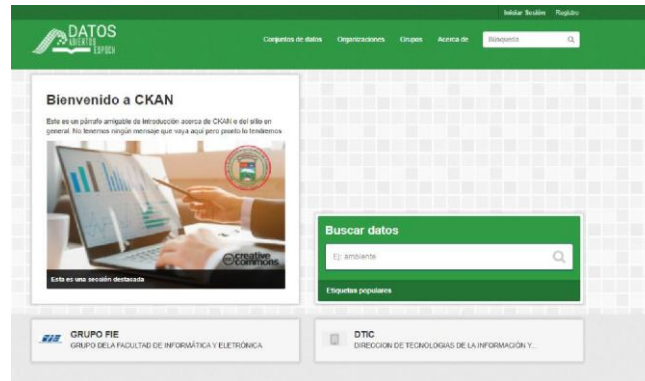 Iniciar Sesión Registro
DATOS
ABIERTOS
ESPOCH
Conjuntos de datos Organizaciones Grupos Acerca de Búsqueda
Bienvenido a CKAN
Este es un párrafo amigable de introducción acerca de CKAN o del sitio en
general. No tenemos ningún mensaje que vaya aquí pero pronto lo tendremos
creative
commons
Esta es una sección destacada
Buscar datos
Ej: ambiente
Etiquetas populares
FIE
GRUPO FIE
GRUPO DE LA FACULTAD DE INFORMÁTICA Y ELETRÓNICA
DTIC
DIRECCION DE TECNOLOGIAS DE LA INFORMACIÓN Y...